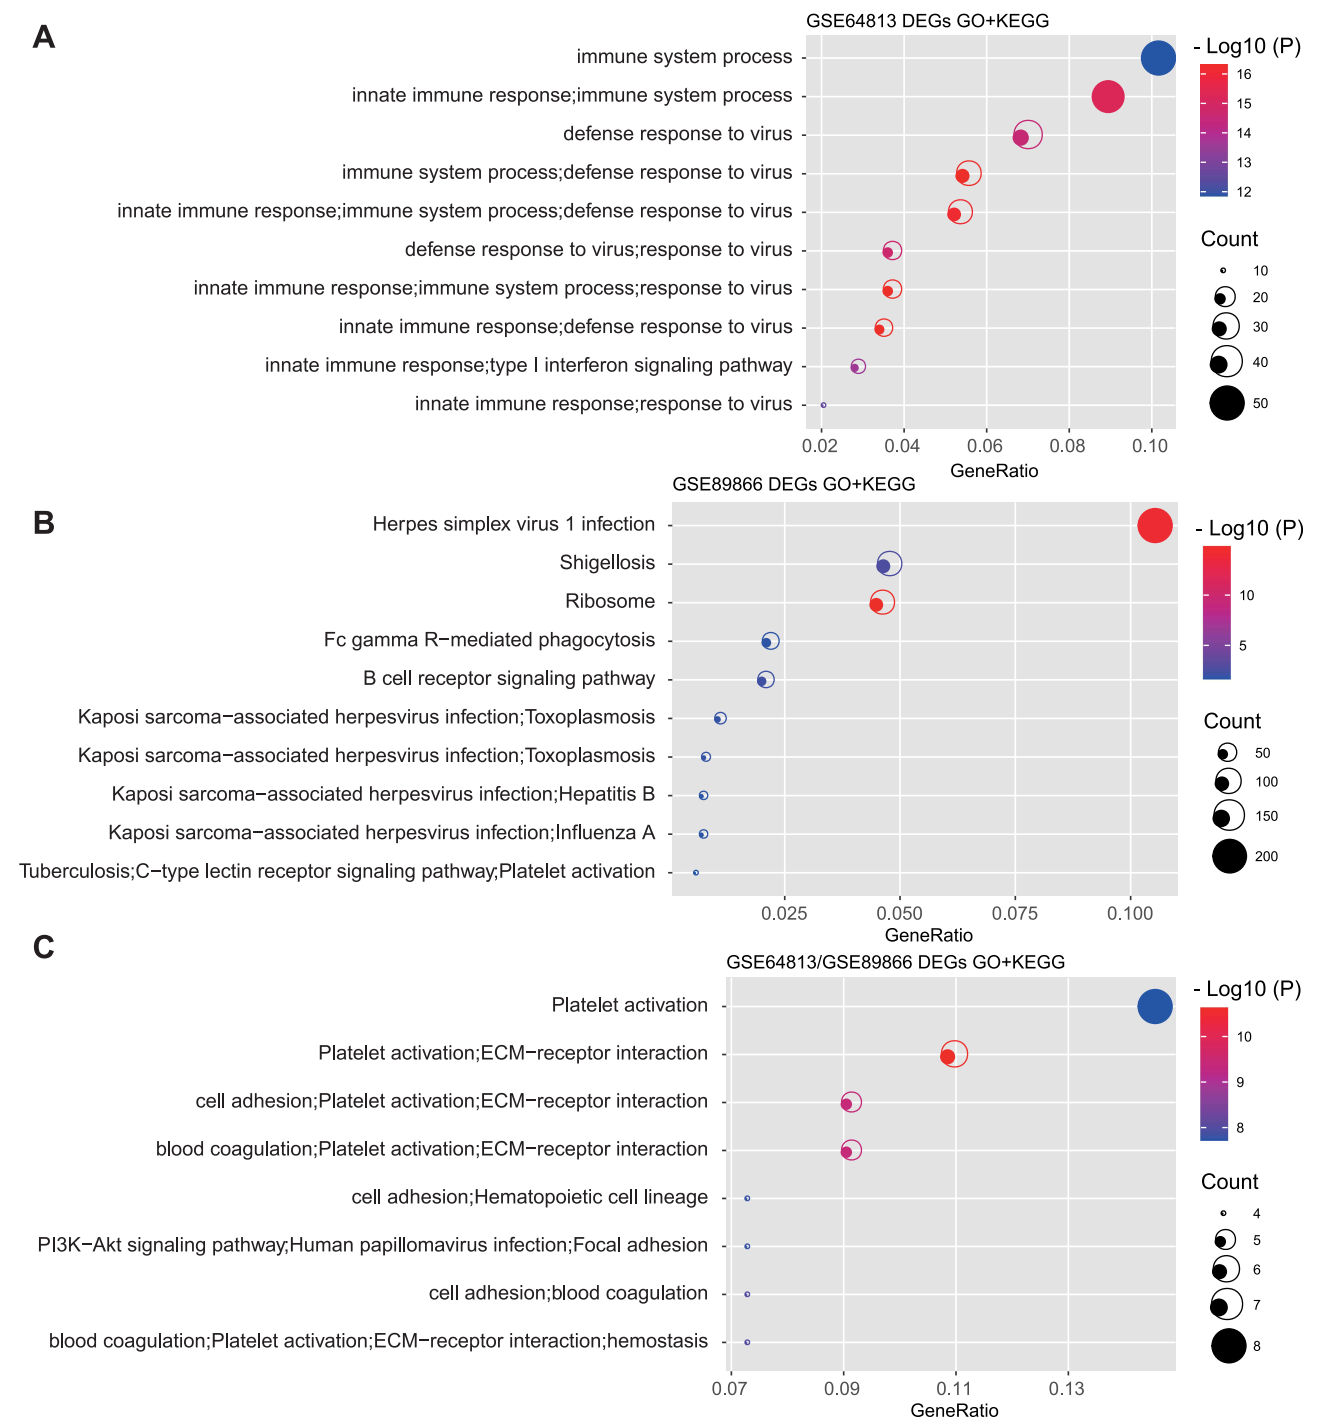 A
GSE64813 DEGs GO+KEGG
immune system process
innate immune response;immune system process
defense response to virus
immune system process;defense response to virus
innate immune response;immune system process;defense response to virus
defense response to virus;response to virus
innate immune response;immune system process;response to virus
innate immune response;defense response to virus
innate immune response;type I interferon signaling pathway
innate immune response;response to virus
0.02 0.04 0.06 0.08 0.10
GeneRatio
- Log10 (P)
16
15
14
13
12
Count
10
20
30
40
50
B
GSE89866 DEGs GO+KEGG
Herpes simplex virus 1 infection
Shigellosis
Ribosome
Fc gamma R−mediated phagocytosis
B cell receptor signaling pathway
Kaposi sarcoma−associated herpesvirus infection;Toxoplasmosis
Kaposi sarcoma−associated herpesvirus infection;Toxoplasmosis
Kaposi sarcoma−associated herpesvirus infection;Hepatitis B
Kaposi sarcoma−associated herpesvirus infection;Influenza A
Tuberculosis;C−type lectin receptor signaling pathway;Platelet activation
0.025 0.050 0.075 0.100
GeneRatio
- Log10 (P)
10
5
Count
50
100
150
200
C
GSE64813/GSE89866 DEGs GO+KEGG
Platelet activation
Platelet activation;ECM−receptor interaction
cell adhesion;Platelet activation;ECM−receptor interaction
blood coagulation;Platelet activation;ECM−receptor interaction
cell adhesion;Hematopoietic cell lineage
PI3K−Akt signaling pathway;Human papillomavirus infection;Focal adhesion
cell adhesion;blood coagulation
blood coagulation;Platelet activation;ECM−receptor interaction;hemostasis
0.07 0.09 0.11 0.13
GeneRatio
- Log10 (P)
10
9
8
Count
4
5
6
7
8